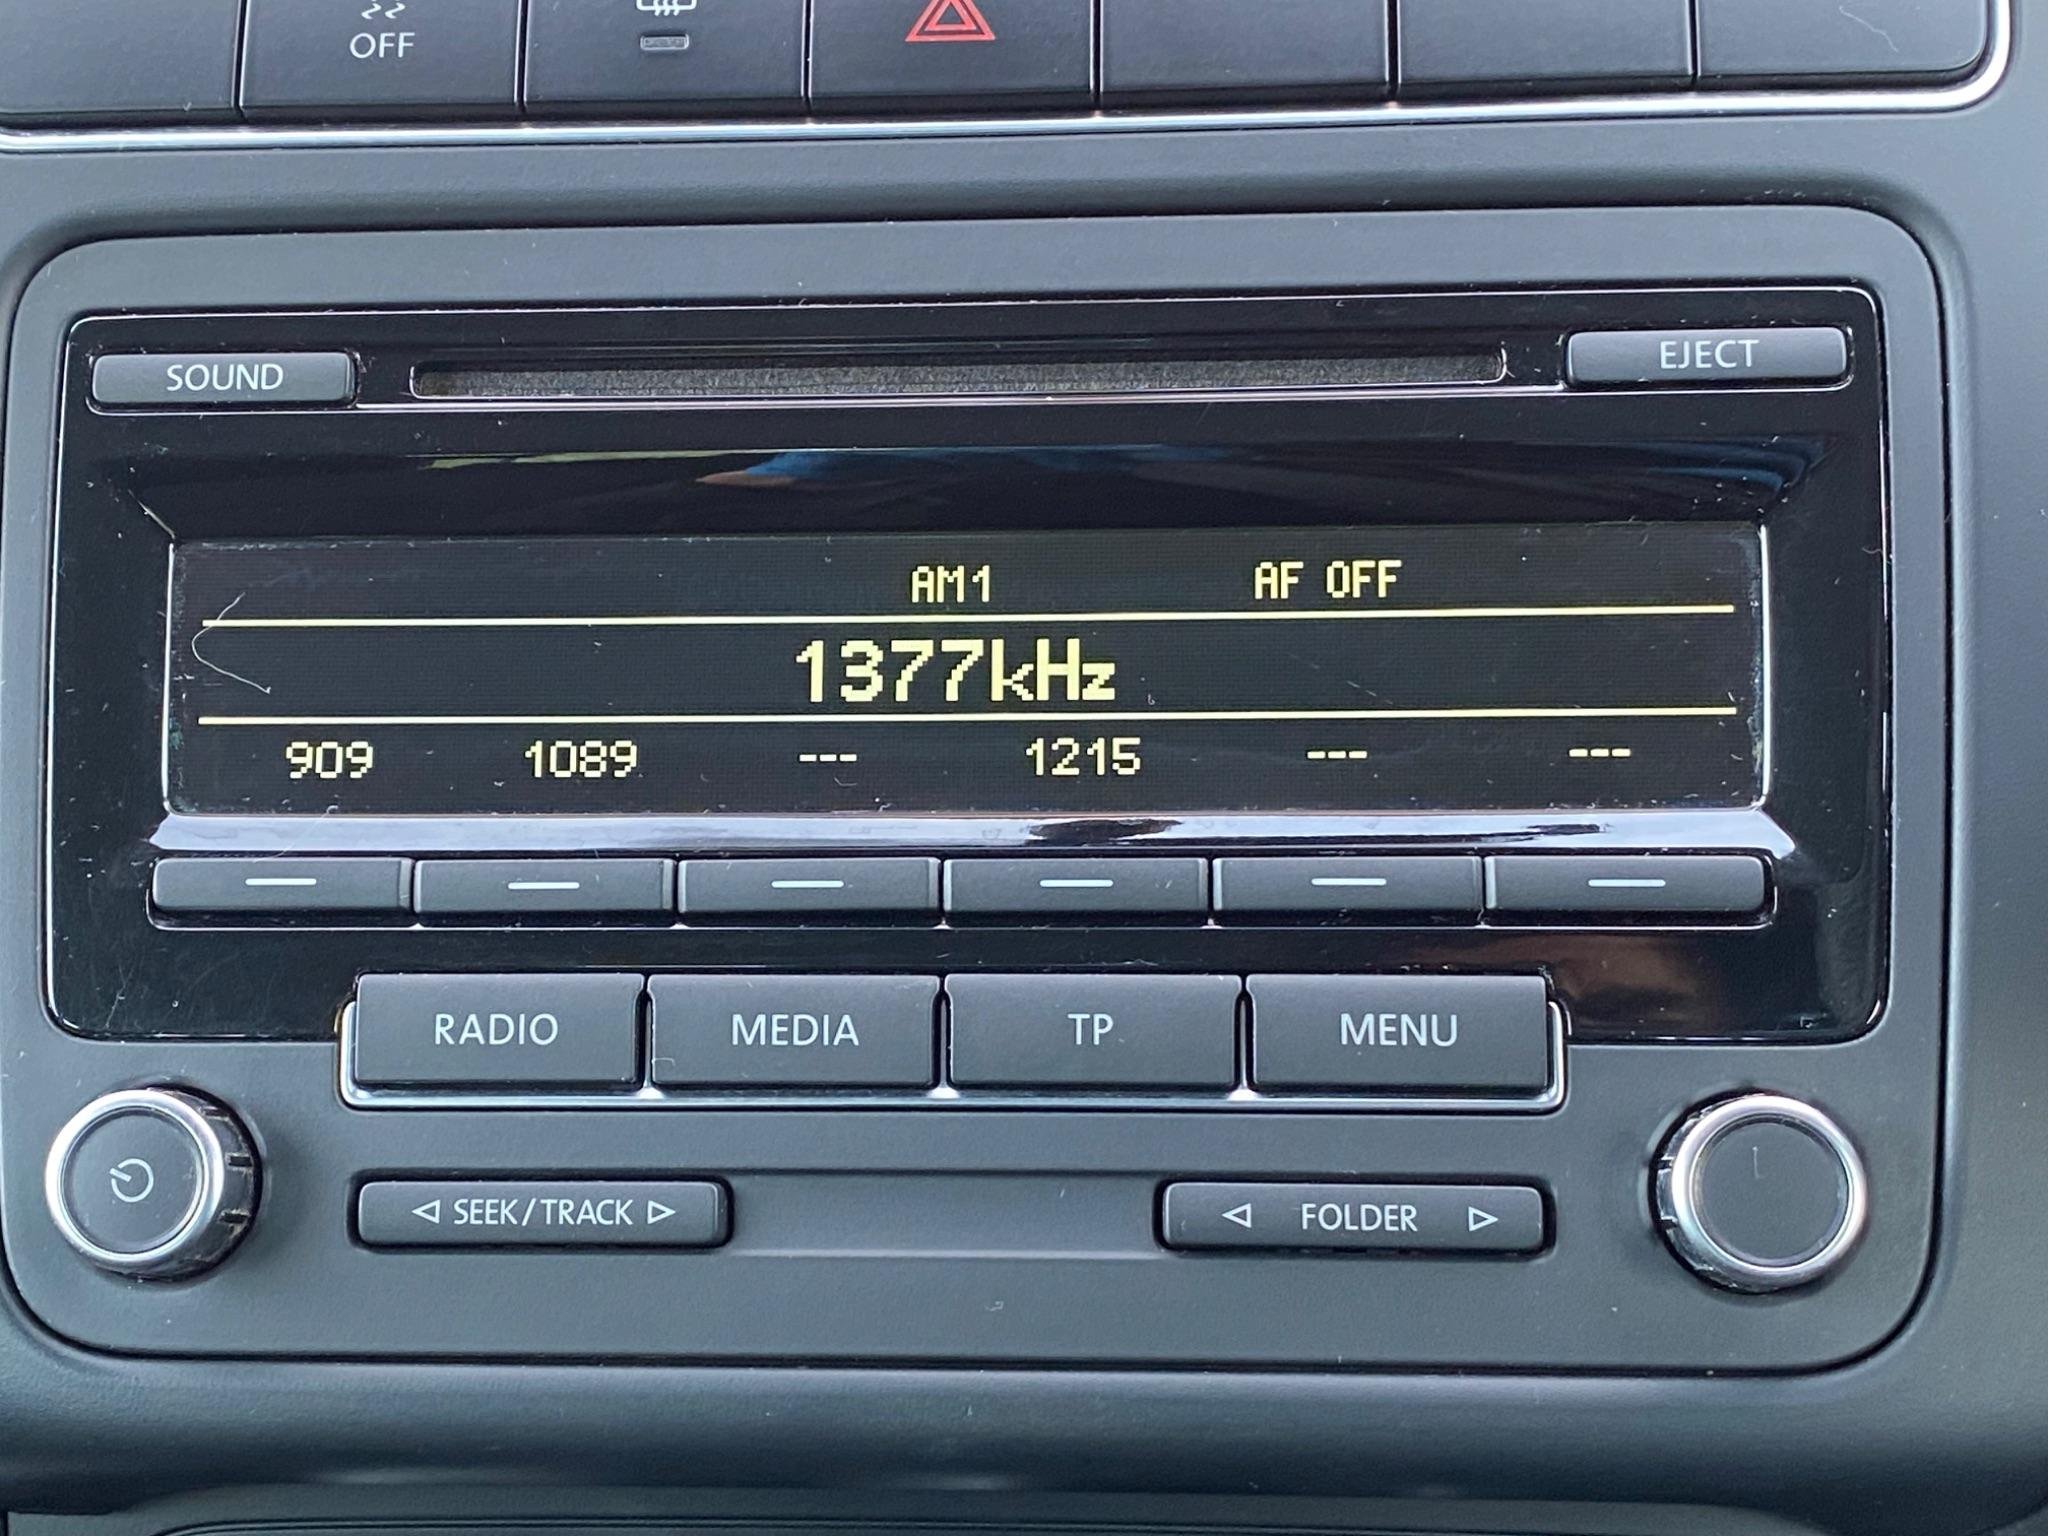 OFF
SOUND EJECT
AM1 AF OFF
1377kHz
909 1089 --- 1215 --- ---
RADIO MEDIA TP MENU
SEEK/TRACK FOLDER